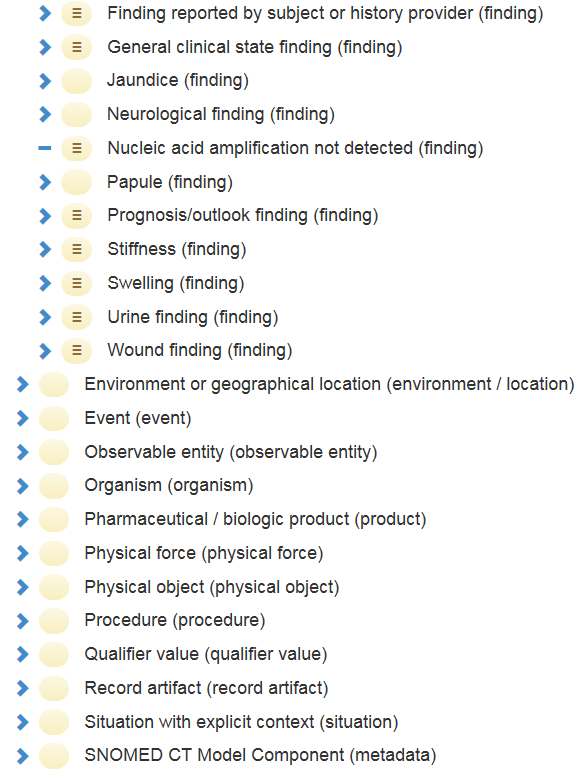 Finding reported by subject or history provider (finding)
General clinical state finding (finding)
Jaundice (finding)
Neurological finding (finding)
Nucleic acid amplification not detected (finding)
Papule (finding)
Prognosis/outlook finding (finding)
Stiffness (finding)
Swelling (finding)
Urine finding (finding)
Wound finding (finding)
Environment or geographical location (environment / location)
Event (event)
Observable entity (observable entity)
Organism (organism)
Pharmaceutical / biologic product (product)
Physical force (physical force)
Physical object (physical object)
Procedure (procedure)
Qualifier value (qualifier value)
Record artifact (record artifact)
Situation with explicit context (situation)
SNOMED CT Model Component (metadata)